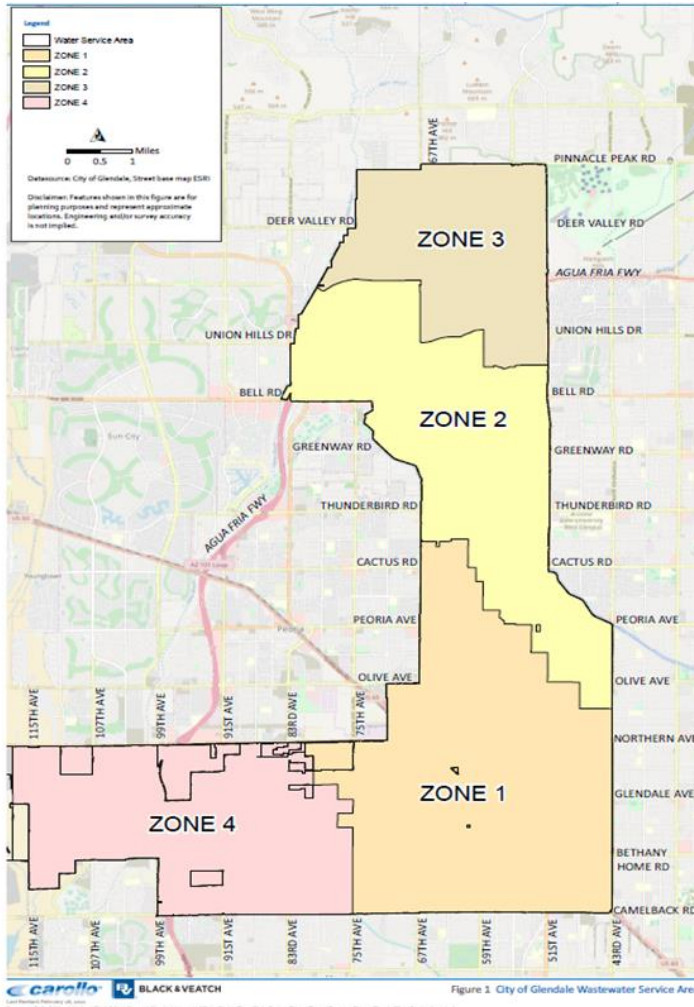 Legend
Water Service Area
ZONE 1
ZONE 2
ZONE 3
ZONE 4
Miles
0 0.5 1
Datasource: City of Glendale, Street base map ESRI
Disclaimer: Features shown in this figure are for
planning purposes and represent approximate
locations. Engineering and/or survey accuracy
is not implied.
67TH AVE
PINNACLE PEAK RD
DEER VALLEY RD
DEER VALLEY RD
ZONE 3
AGUA FRIA FWY
UNION HILLS DR
UNION HILLS DR
BELL RD
BELL RD
ZONE 2
Sun City
GREENWAY RD
GREENWAY RD
THUNDERBIRD RD
THUNDERBIRD RD
AGUA FRIA FWY
CACTUS RD
CACTUS RD
Youngtown
PEORIA AVE
PEORIA AVE
Peoria
OLIVE AVE
OLIVE AVE
115TH AVE
107TH AVE
99TH AVE
91ST AVE
83RD AVE
75TH AVE
NORTHERN AVE
ZONE 1
GLENDALE AVE
ZONE 4
BETHANY
HOME RD
CAMELBACK RD
115TH AVE
107TH AVE
99TH AVE
91ST AVE
83RD AVE
75TH AVE
67TH AVE
59TH AVE
51ST AVE
43RD AVE
carollo
BV BLACK & VEATCH
Figure 1 City of Glendale Wastewater Service Are